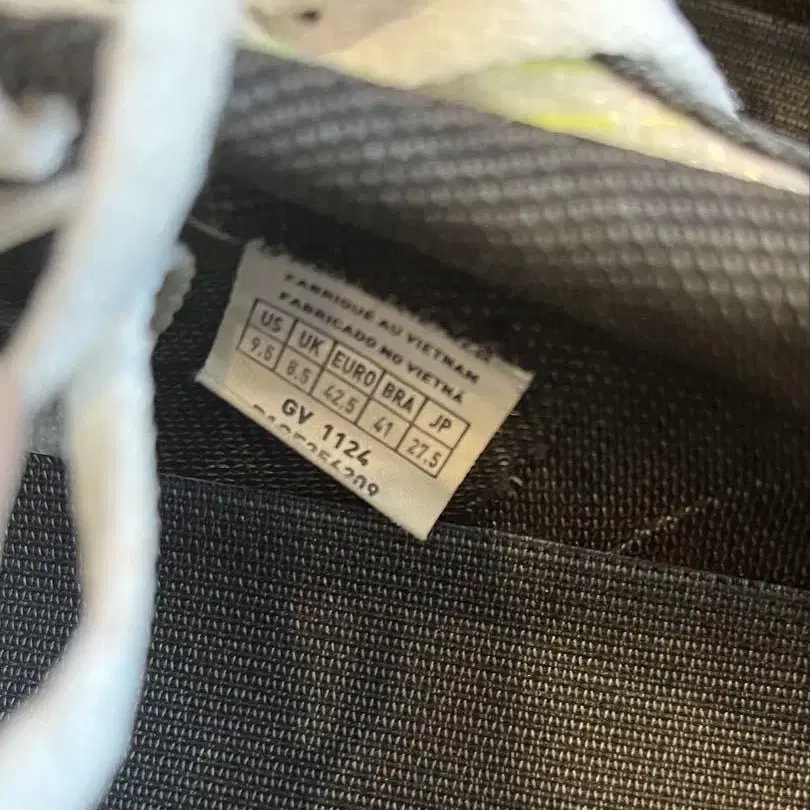 FABRIQUÉ AU VIETNAM
FABRICADO NO VIETNÃ
US UK EURO BRA JP
9.5 8.5 42.5 41 27.5
GV 1124